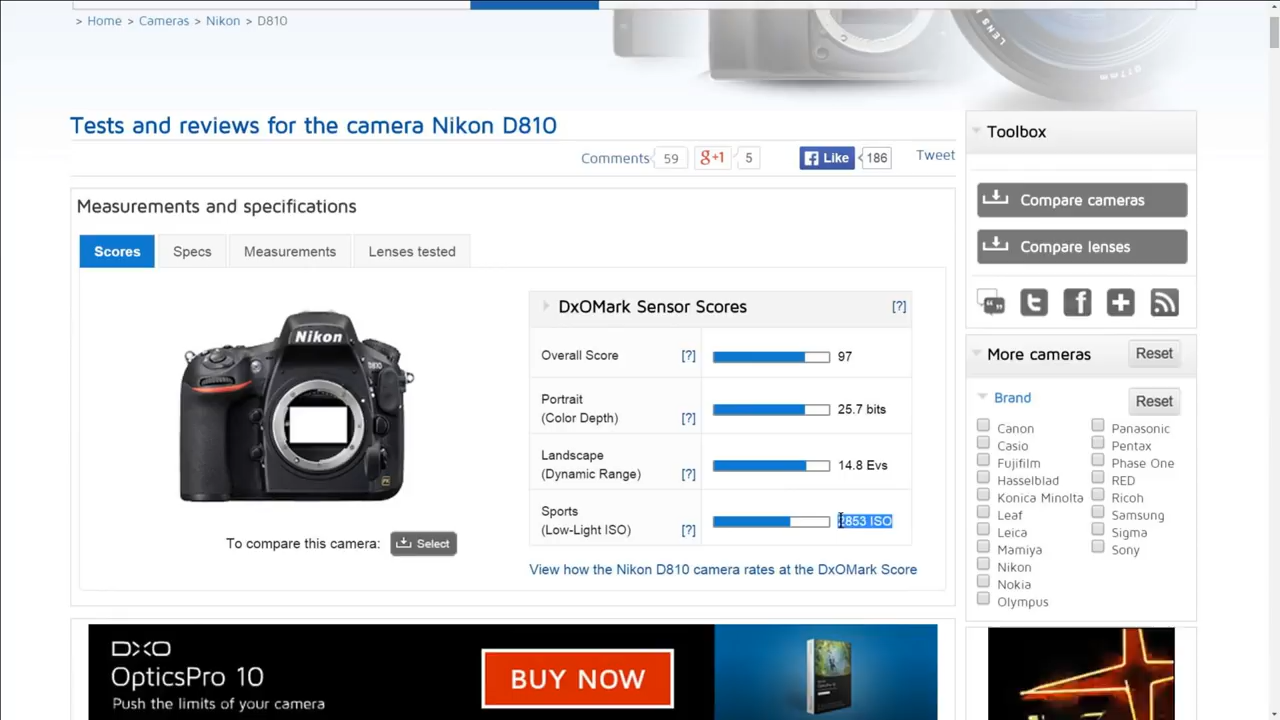 > Home > Cameras > Nikon > D810
LENS
Tests and reviews for the camera Nikon D810
Comments 59 g+1 5 Like 186 Tweet
Measurements and specifications
Scores Specs Measurements Lenses tested
Nikon
D810
DxOMark Sensor Scores [?]
Overall Score [?] 97
Portrait
(Color Depth) [?] 25.7 bits
Landscape
(Dynamic Range) [?] 14.8 Evs
Sports
(Low-Light ISO) [?] 2853 ISO
To compare this camera: Select
View how the Nikon D810 camera rates at the DxOMark Score
DXO
OpticsPro 10
Push the limits of your camera
BUY NOW
Toolbox
Compare cameras
Compare lenses
More cameras Reset
Brand Reset
Canon
Casio
Fujifilm
Hasselblad
Konica Minolta
Leaf
Leica
Mamiya
Nikon
Nokia
Olympus
Panasonic
Pentax
Phase One
RED
Ricoh
Samsung
Sigma
Sony